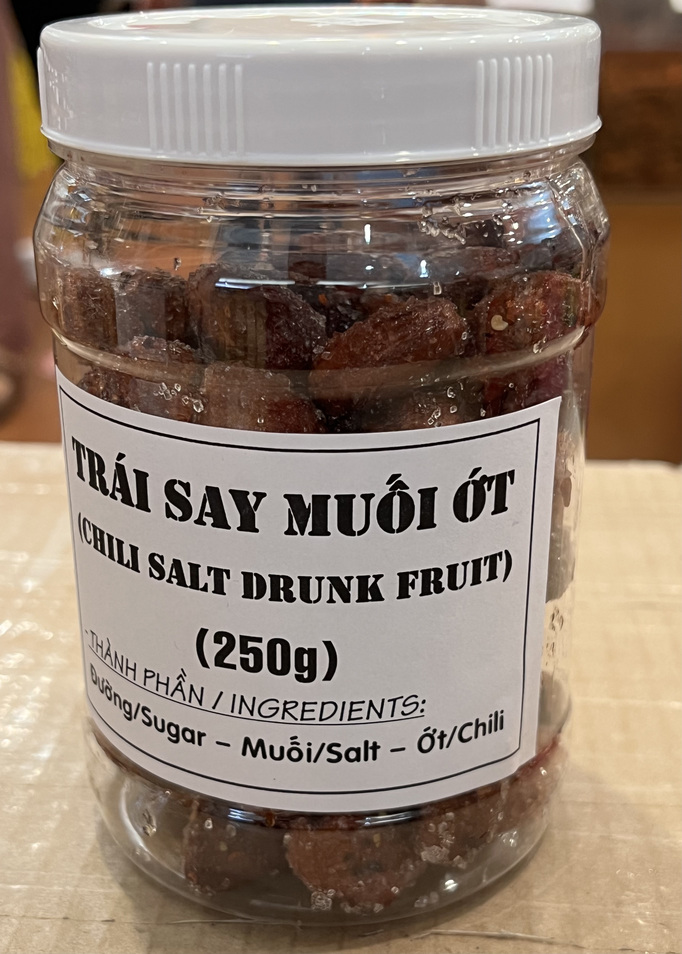 TRÁI SAY MUỐI ỚT
(CHILI SALT DRUNK FRUIT)
(250g)
- THÀNH PHẦN / INGREDIENTS:
Đường/Sugar – Muối/Salt – Ớt/Chili